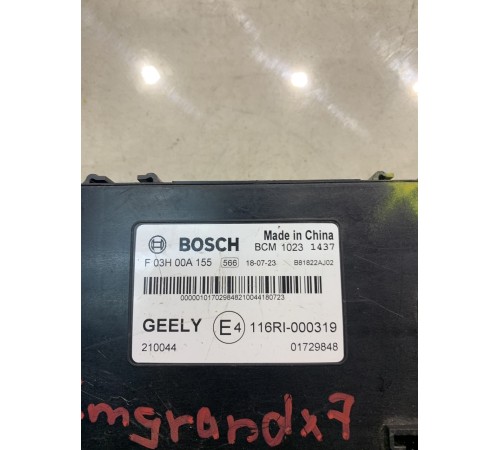 Made in China
BOSCH BCM 1023 1437
F 03H 00A 155 566 18-07-23 B81822AJ02
000001017029848210044180723
GEELY E4 116RI-000319
210044 01729848
mgrandx7